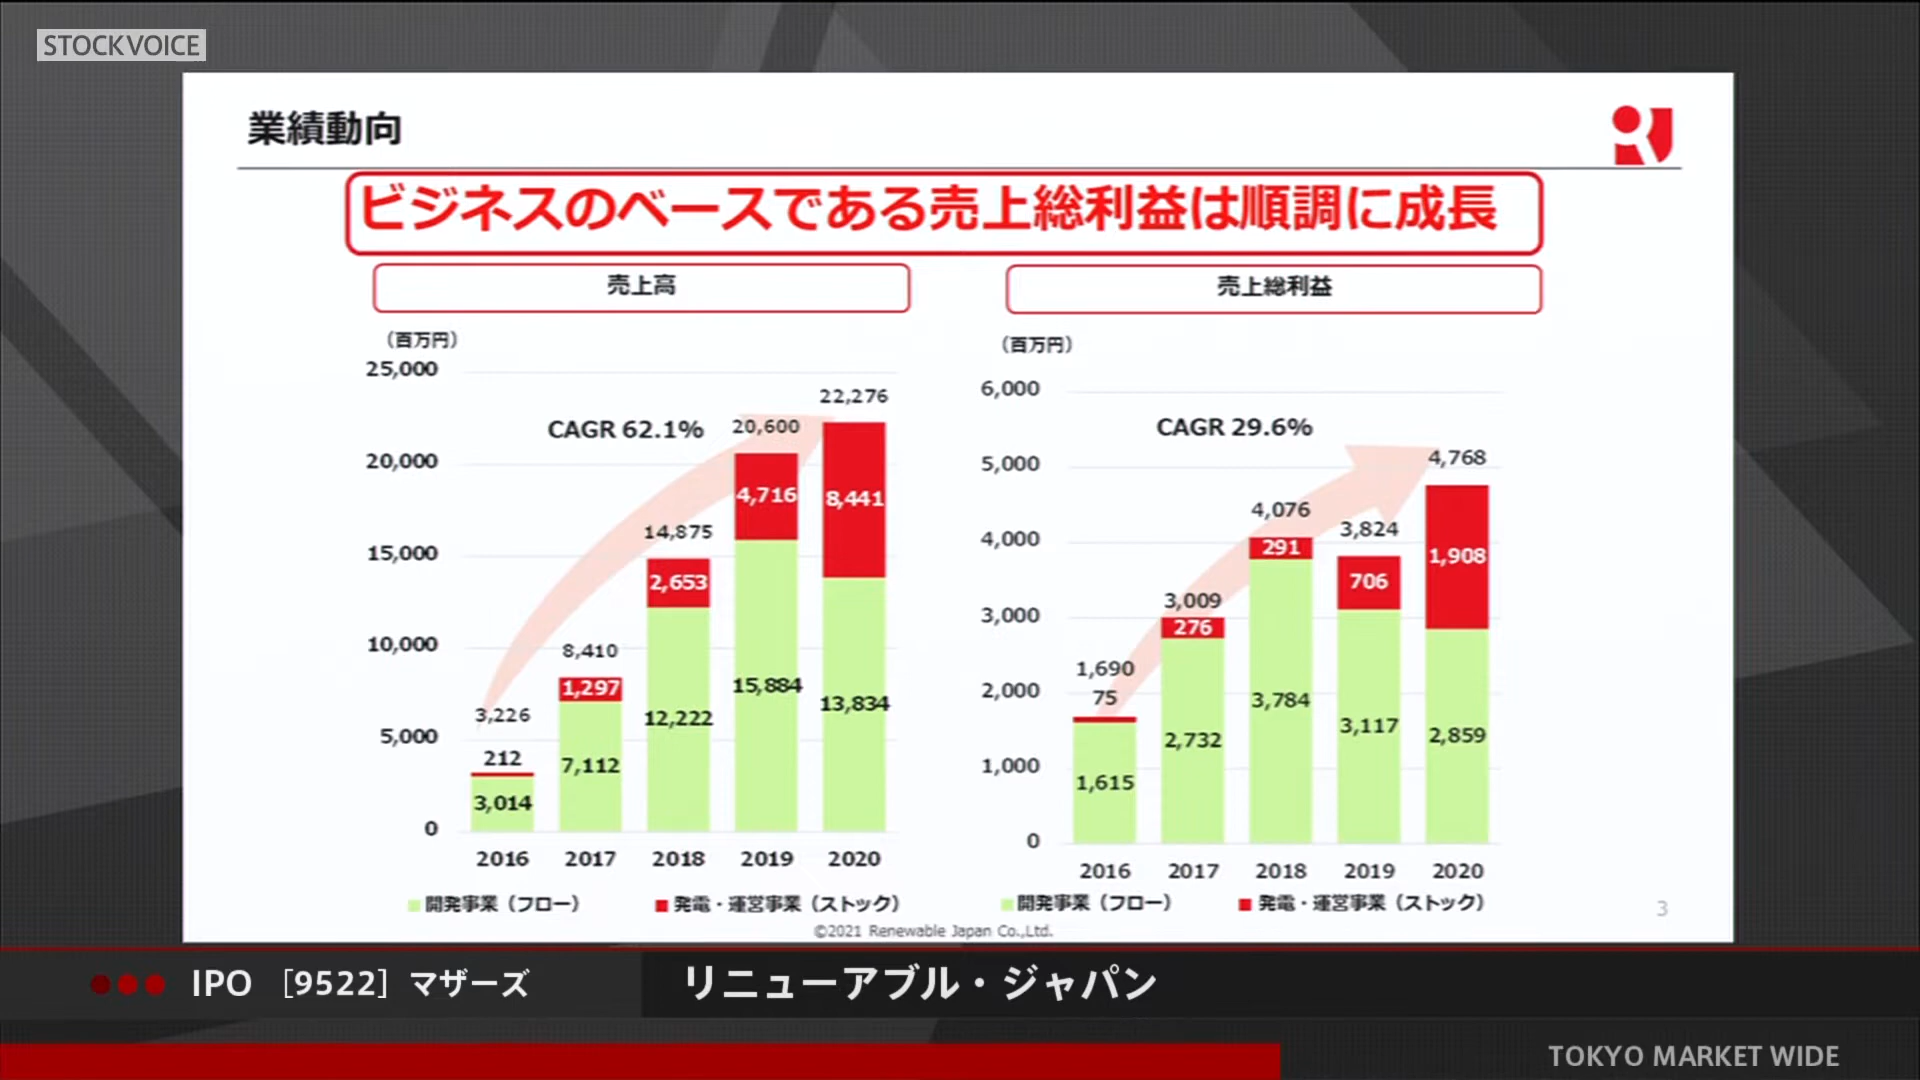 STOCKVOICE
業績動向
ビジネスのベースである売上総利益は順調に成長
売上高
（百万円）
25,000
20,000
15,000
10,000
5,000
0
CAGR 62.1%
3,226
212
3,014
8,410
1,297
7,112
14,875
2,653
12,222
20,600
4,716
15,884
22,276
8,441
13,834
2016 2017 2018 2019 2020
開発事業（フロー） 発電・運営事業（ストック）
売上総利益
（百万円）
6,000
5,000
4,000
3,000
2,000
1,000
0
CAGR 29.6%
1,690
75
1,615
3,009
276
2,732
4,076
291
3,784
3,824
706
3,117
4,768
1,908
2,859
2016 2017 2018 2019 2020
開発事業（フロー） 発電・運営事業（ストック）
©2021 Renewable Japan Co.,Ltd.
3
IPO ［9522］マザーズ
リニューアブル・ジャパン
TOKYO MARKET WIDE